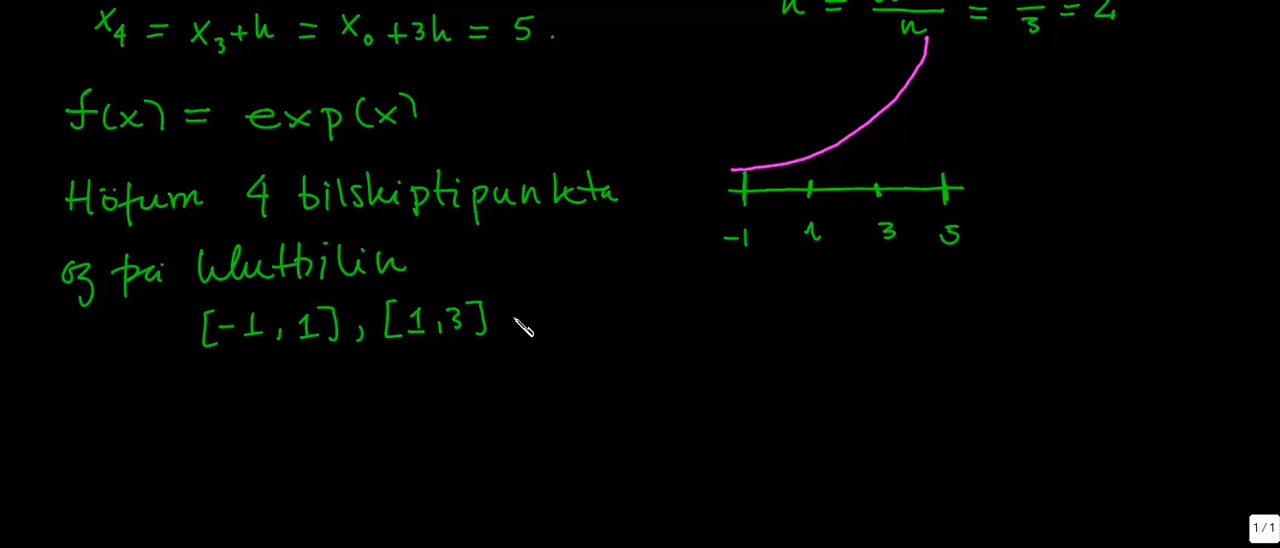 x₄ = x₃+h = x₀+3h = 5.
h = — / n = — / 3 = 2
f(x) = exp(x)
Höfum 4 bilskiptipunkta
-1 1 3 5
og þá hlutbilin
[-1, 1], [1,3]
1 / 1